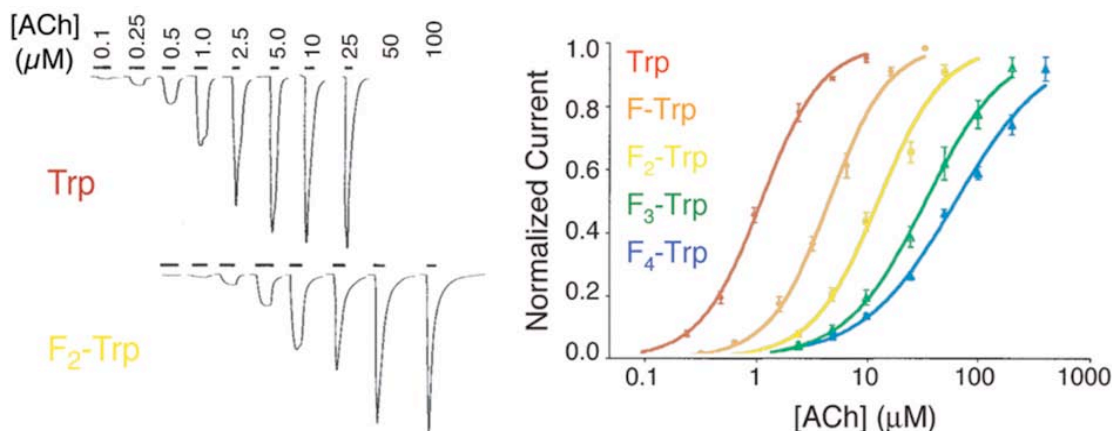 [ACh]
(µM)
0.1
0.25
0.5
1.0
2.5
5.0
10
25
50
100
Trp
F₂-Trp
Normalized Current
1.0
0.8
0.6
0.4
0.2
0.0
Trp
F-Trp
F₂-Trp
F₃-Trp
F₄-Trp
0.1 1 10 100 1000
[ACh] (µM)